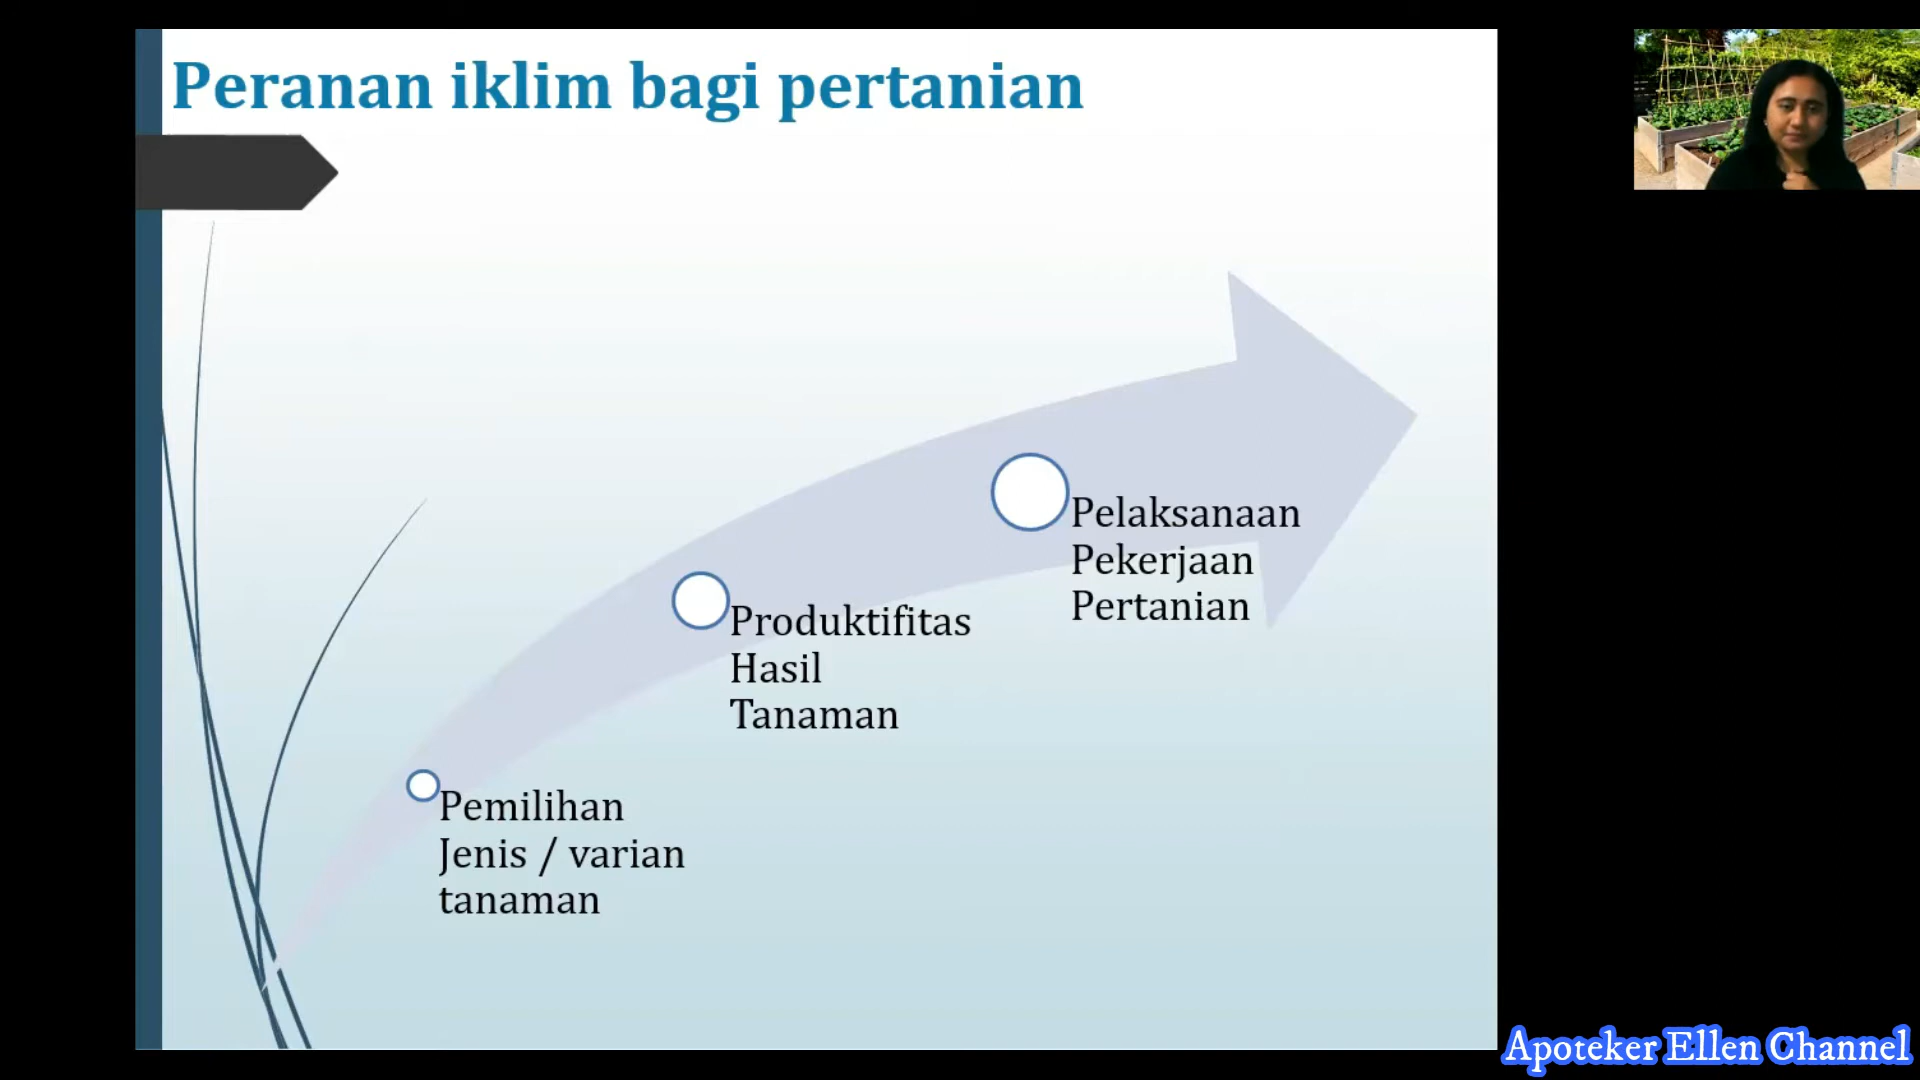 Peranan iklim bagi pertanian
Pelaksanaan
Pekerjaan
Pertanian
Produktifitas
Hasil
Tanaman
Pemilihan
Jenis / varian
tanaman
Apoteker Ellen Channel